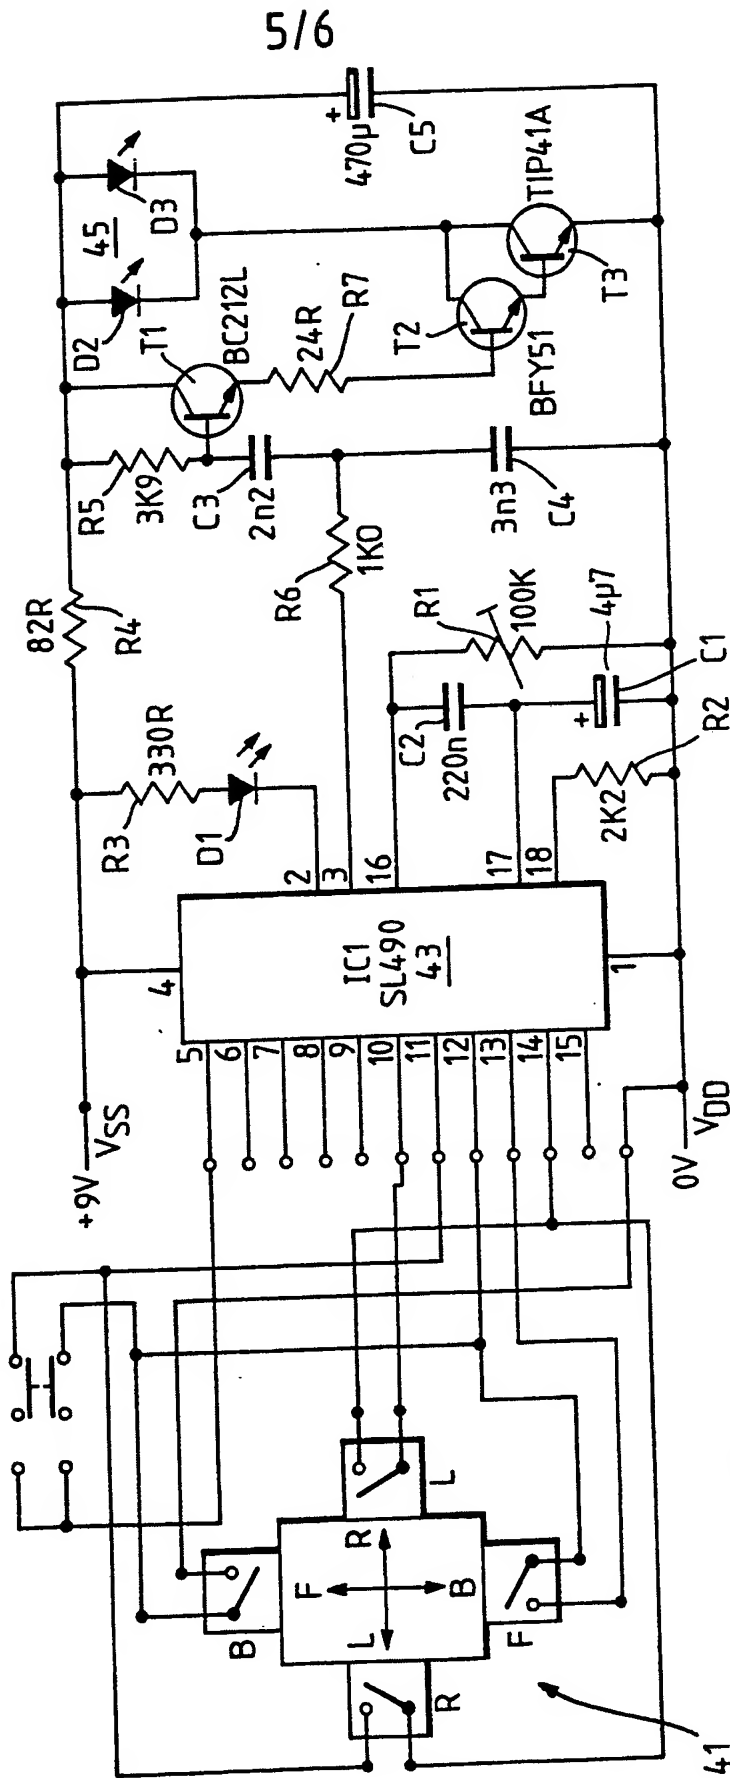 5/6
+9V
VSS
82R
R4
R5
3K9
D2
45
D3
470µ
+
C5
R3
330R
D1
T1
BC212L
C3
2n2
24R
R7
R6
1K0
3n3
C4
T2
BFY51
TIP41A
T3
4
5
6
7
8
9
10
11
12
13
14
15
IC1
SL490
43
2
3
16
17
18
1
C2
220n
R1
100K
+
4µ7
C1
2K2
R2
0V
VDD
B
F
L
R
B
L
R
F
41